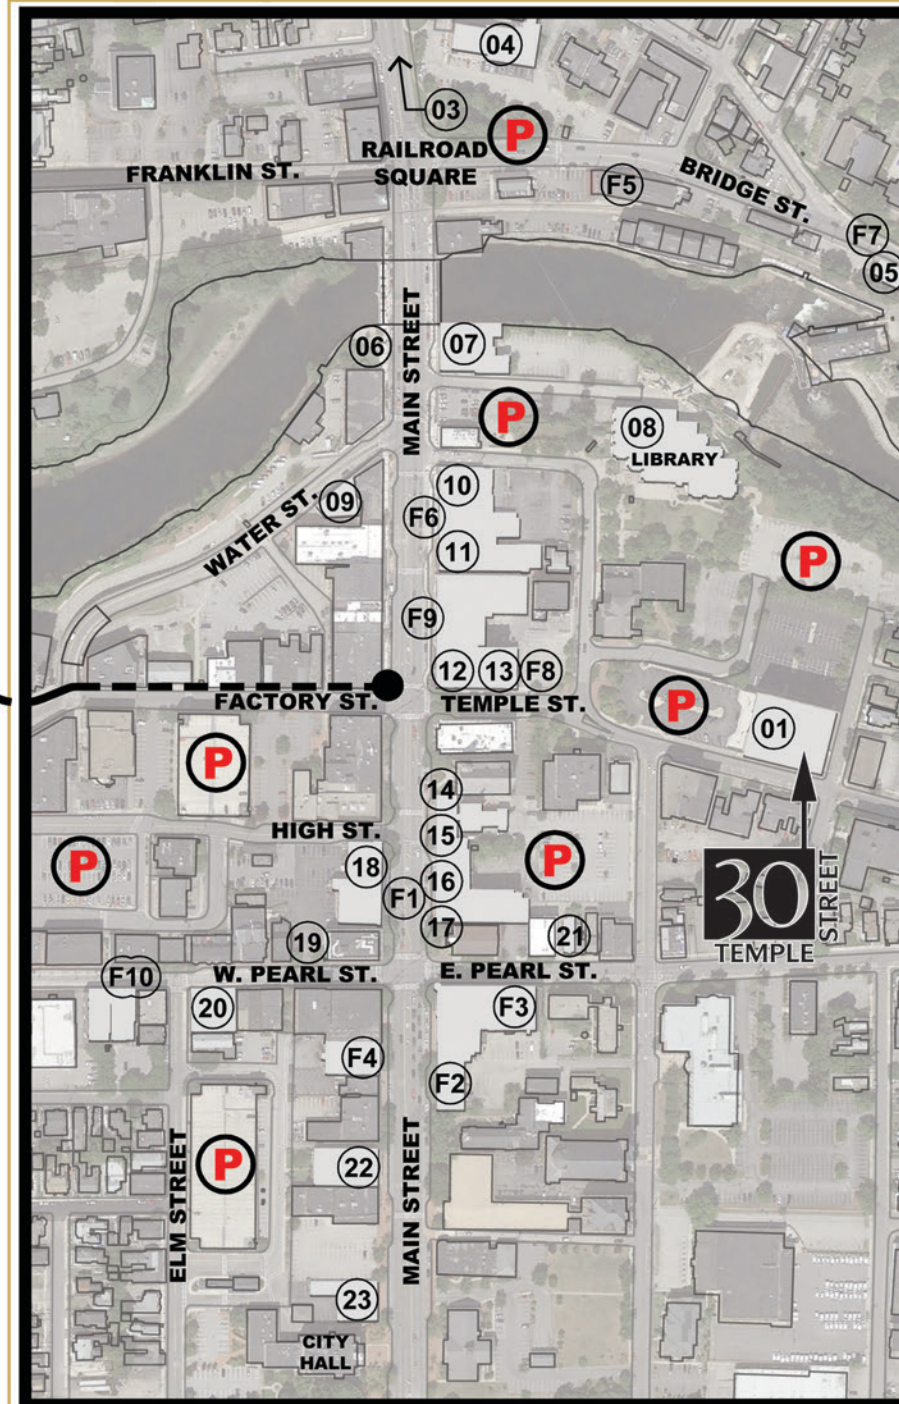 04
03
P
RAILROAD
SQUARE
FRANKLIN ST.
BRIDGE ST.
F5
F7
05
MAIN STREET
06
07
P
08
LIBRARY
10
09
WATER ST.
F6
11
P
F9
12
13
F8
FACTORY ST.
TEMPLE ST.
P
01
P
14
HIGH ST.
15
P
18
P
16
F1
30
TEMPLE
STREET
17
19
21
W. PEARL ST.
E. PEARL ST.
F10
20
F3
F4
F2
P
22
ELM STREET
MAIN STREET
23
CITY
HALL